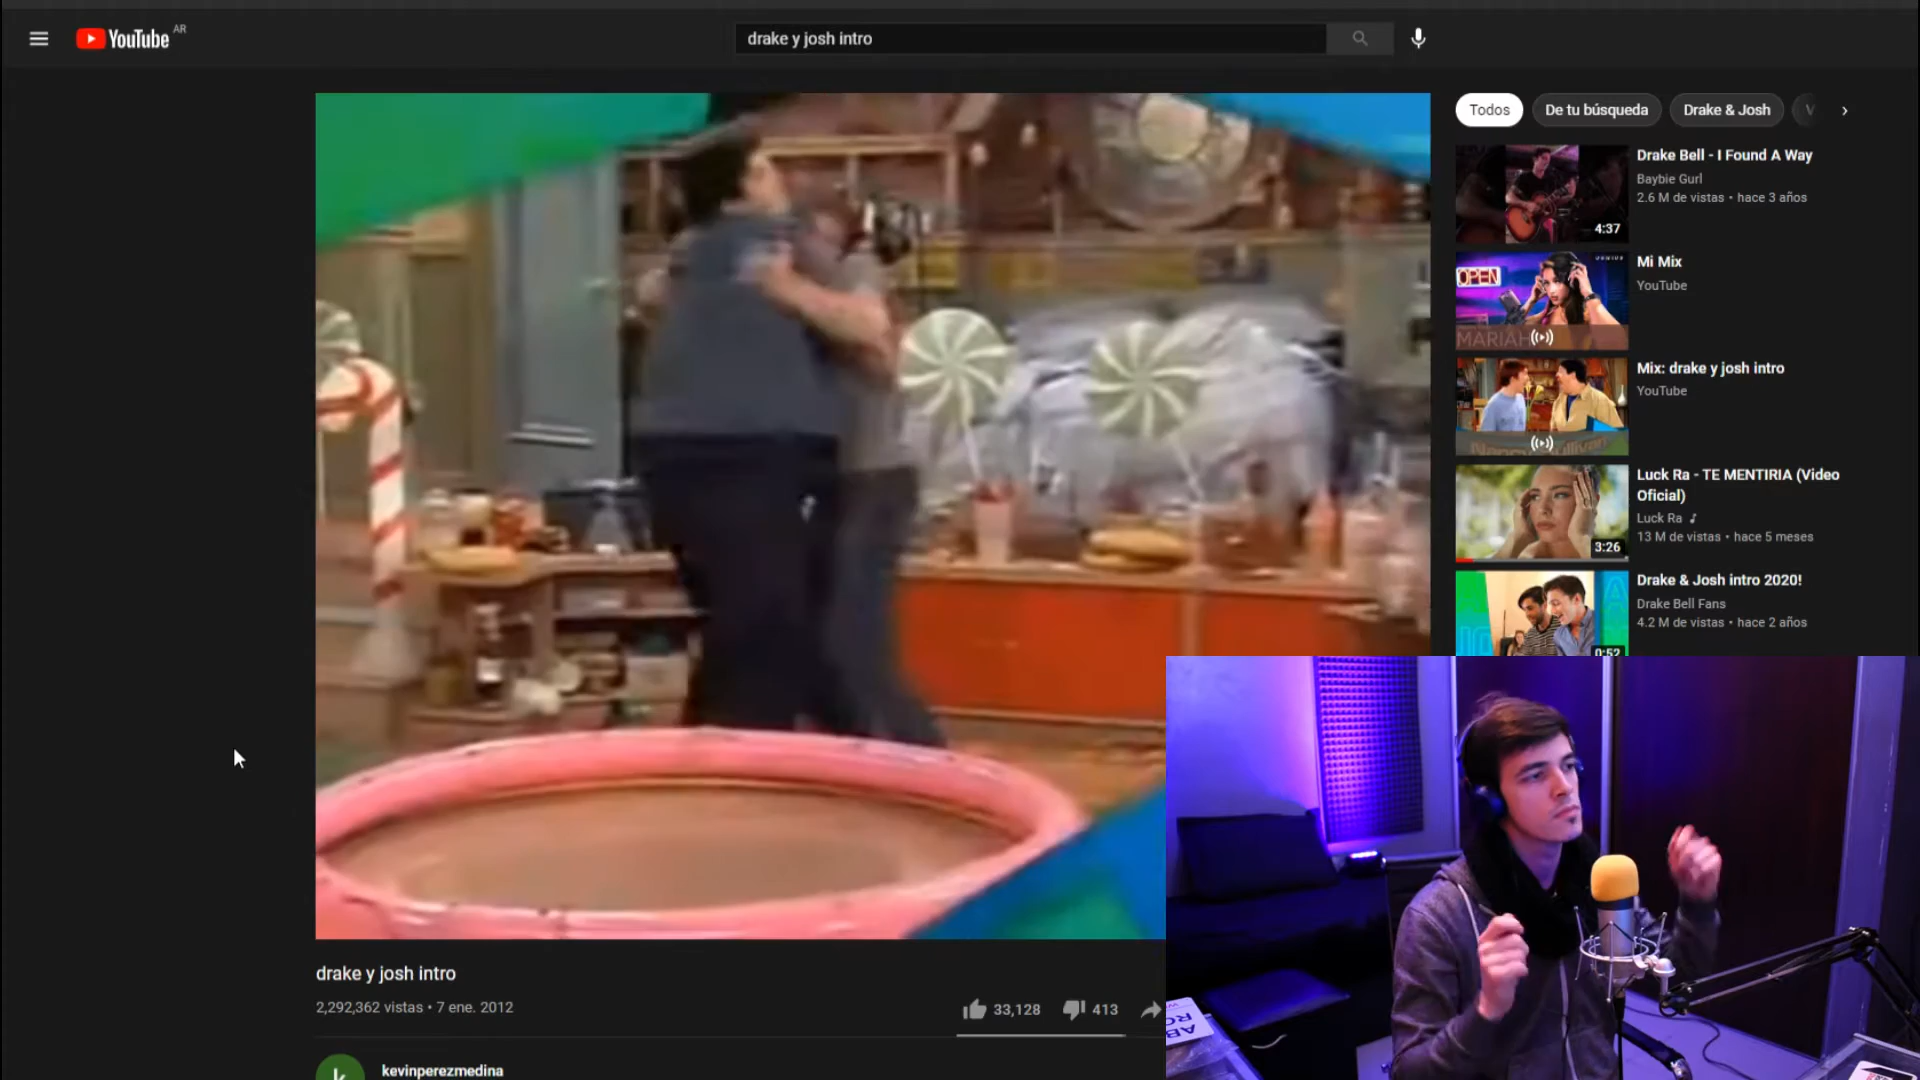 YouTube AR
drake y josh intro
Todos
De tu búsqueda
Drake & Josh
V
Drake Bell - I Found A Way
Baybie Gurl
2.6 M de vistas • hace 3 años
4:37
OPEN
MARIAH
Mi Mix
YouTube
Mix: drake y josh intro
YouTube
Luck Ra - TE MENTIRIA (Video
Oficial)
Luck Ra
13 M de vistas • hace 5 meses
3:26
Drake & Josh intro 2020!
Drake Bell Fans
4.2 M de vistas • hace 2 años
0:52
drake y josh intro
2,292,362 vistas • 7 ene. 2012
33,128
413
k
kevinperezmedina